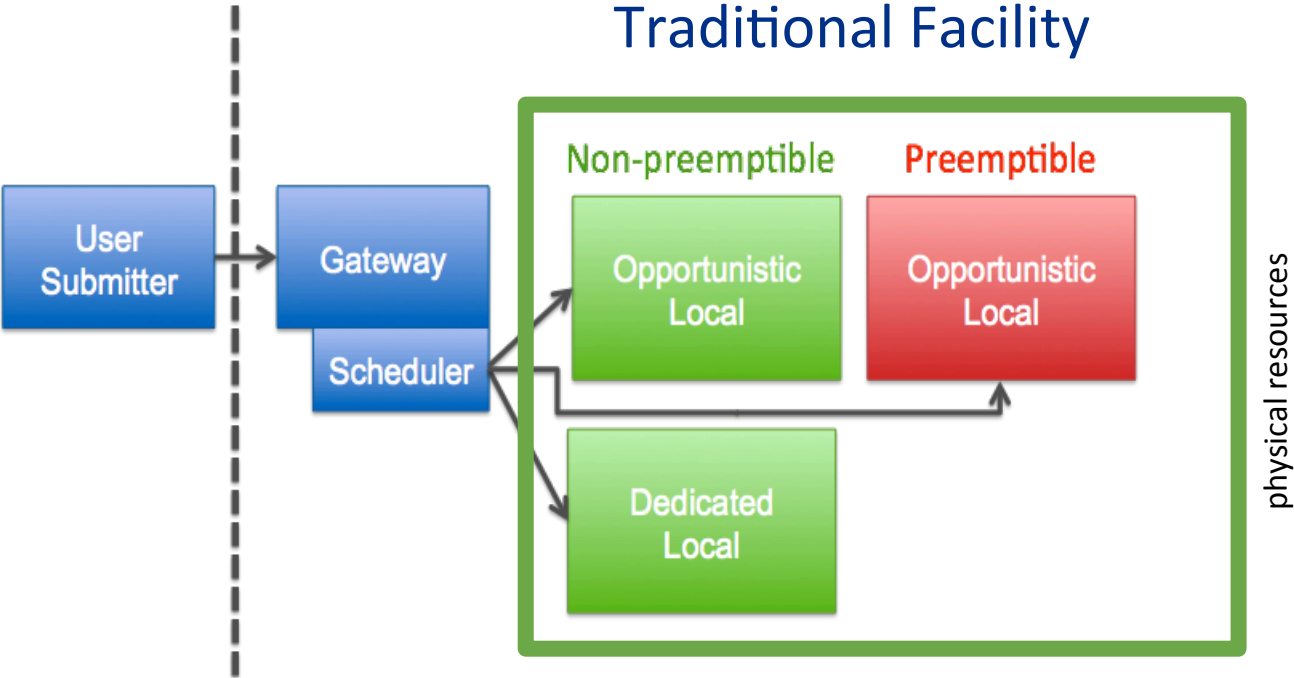 Traditional Facility
Non-preemptible
Preemptible
User
Submitter
Gateway
Scheduler
Opportunistic
Local
Opportunistic
Local
Dedicated
Local
physical resources